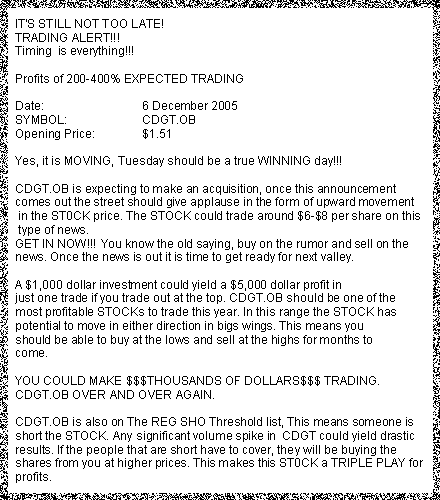 IT'S STILL NOT TOO LATE!
TRADING ALERT!!!
Timing is everything!!!
Profits of 200-400% EXPECTED TRADING
Date: 6 December 2005
SYMBOL: CDGT.OB
Opening Price: $1.51
Yes, it is MOVING, Tuesday should be a true WINNING day!!!
CDGT.OB is expecting to make an acquisition, once this announcement
comes out the street should give applause in the form of upward movement
in the ST0CK price. The STOCK could trade around $6-$8 per share on this
type of news.
GET IN NOW!!! You know the old saying, buy on the rumor and sell on the
news. Once the news is out it is time to get ready for next valley.
A $1,000 dollar investment could yield a $5,000 dollar profit in
just one trade if you trade out at the top. CDGT.OB should be one of the
most profitable STOCKs to trade this year. In this range the STOCK has
potential to move in either direction in bigs wings. This means you
should be able to buy at the lows and sell at the highs for months to
come.
YOU COULD MAKE $$$THOUSANDS OF DOLLARS$$$ TRADING.
CDGT.OB OVER AND OVER AGAIN.
CDGT.OB is also on The REG SHO Threshold list, This means someone is
short the STOCK. Any significant volume spike in CDGT could yield drastic
results. If the people that are short have to cover, they will be buying the
shares from you at higher prices. This makes this ST0CK a TRIPLE PLAY for
profits.